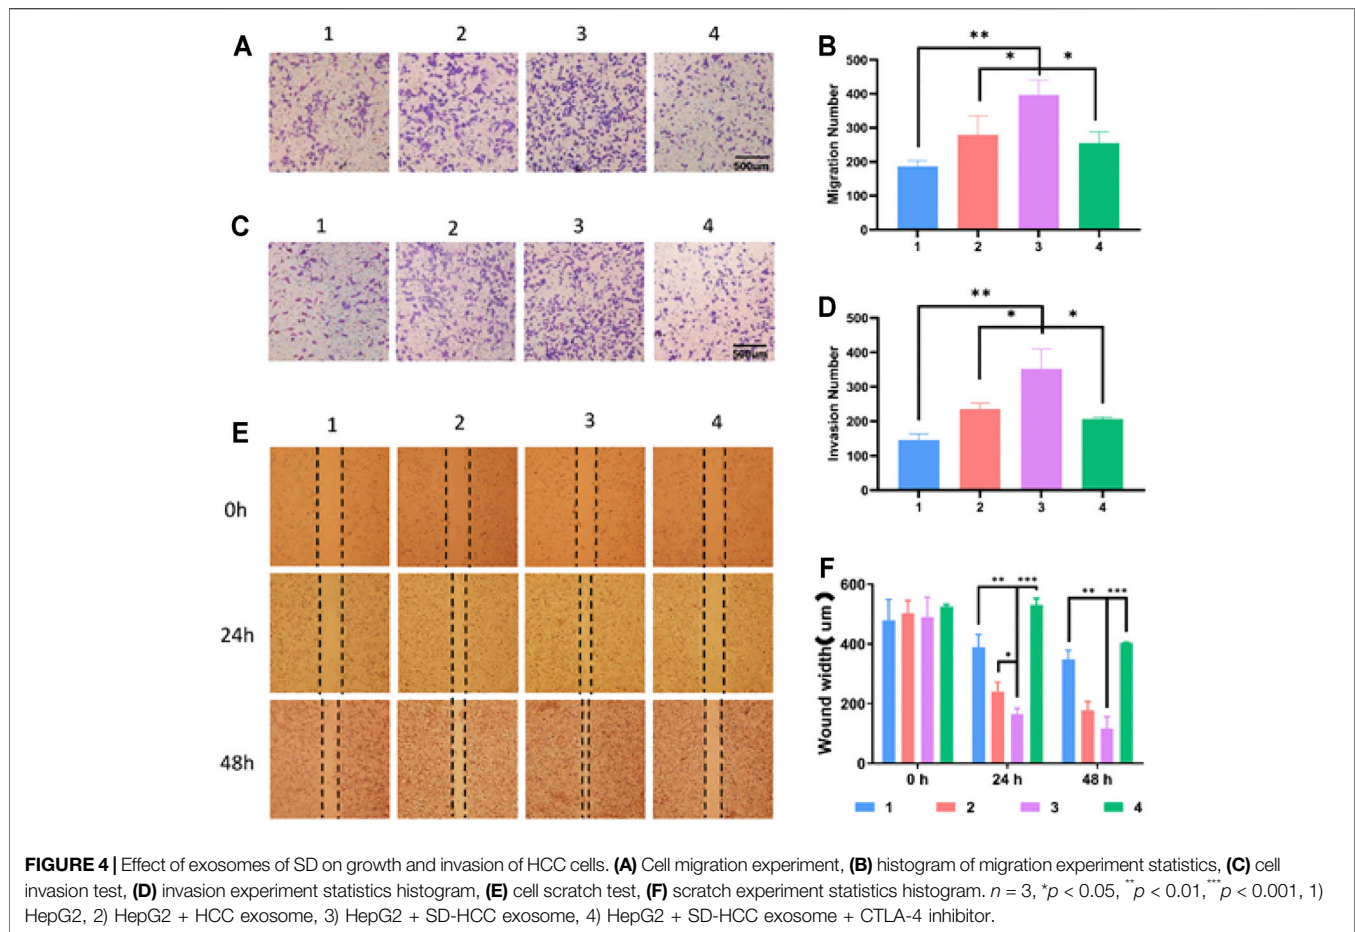 A
1 2 3 4
500um
B
Migration Number
500
400
300
200
100
0
** * *
1 2 3 4
C
1 2 3 4
500um
D
Invasion Number
500
400
300
200
100
0
** * *
1 2 3 4
E
1 2 3 4
0h
24h
48h
F
Wound width( um )
600
400
200
0
** *** *
** ***
0 h 24 h 48 h
1 2 3 4
FIGURE 4 | Effect of exosomes of SD on growth and invasion of HCC cells. (A) Cell migration experiment, (B) histogram of migration experiment statistics, (C) cell
invasion test, (D) invasion experiment statistics histogram, (E) cell scratch test, (F) scratch experiment statistics histogram. n = 3, *p < 0.05, **p < 0.01, ***p < 0.001, 1)
HepG2, 2) HepG2 + HCC exosome, 3) HepG2 + SD-HCC exosome, 4) HepG2 + SD-HCC exosome + CTLA-4 inhibitor.